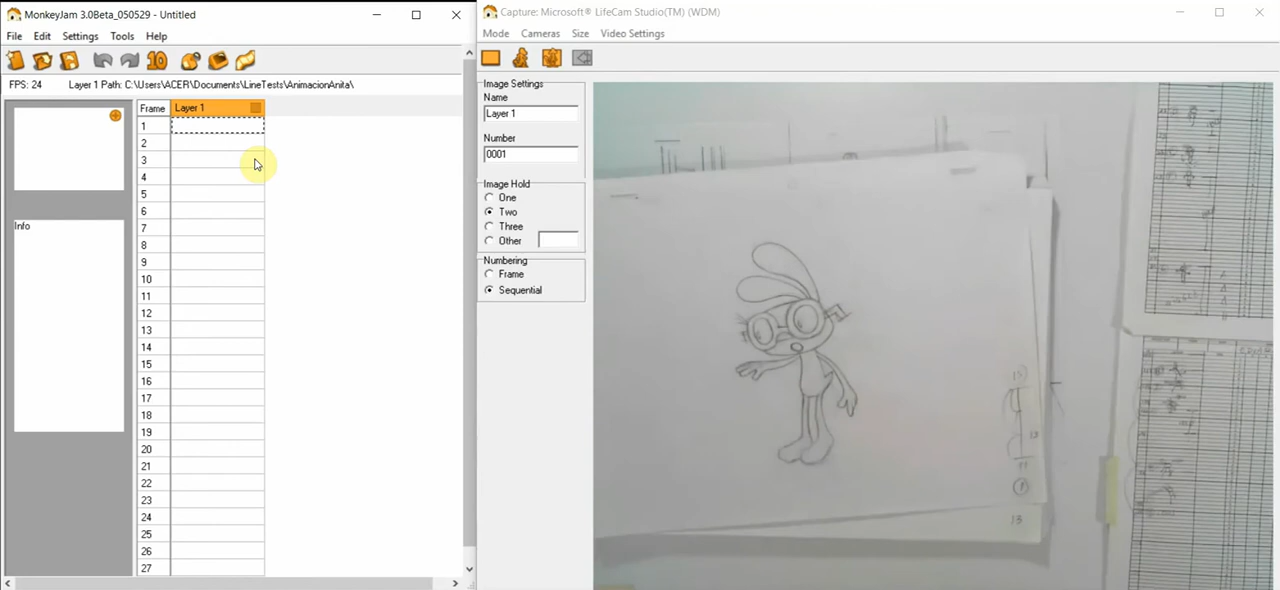 MonkeyJam 3.0Beta_050529 - Untitled
File Edit Settings Tools Help
10
FPS: 24 Layer 1 Path: C:\Users\ACER\Documents\LineTests\AnimacionAnita\
Info
Frame Layer 1
1
2
3
4
5
6
7
8
9
10
11
12
13
14
15
16
17
18
19
20
21
22
23
24
25
26
27
Capture: Microsoft® LifeCam Studio(TM) (WDM)
Mode Cameras Size Video Settings
Image Settings
Name
Layer 1
Number
0001
Image Hold
One
Two
Three
Other
Numbering
Frame
Sequential
13